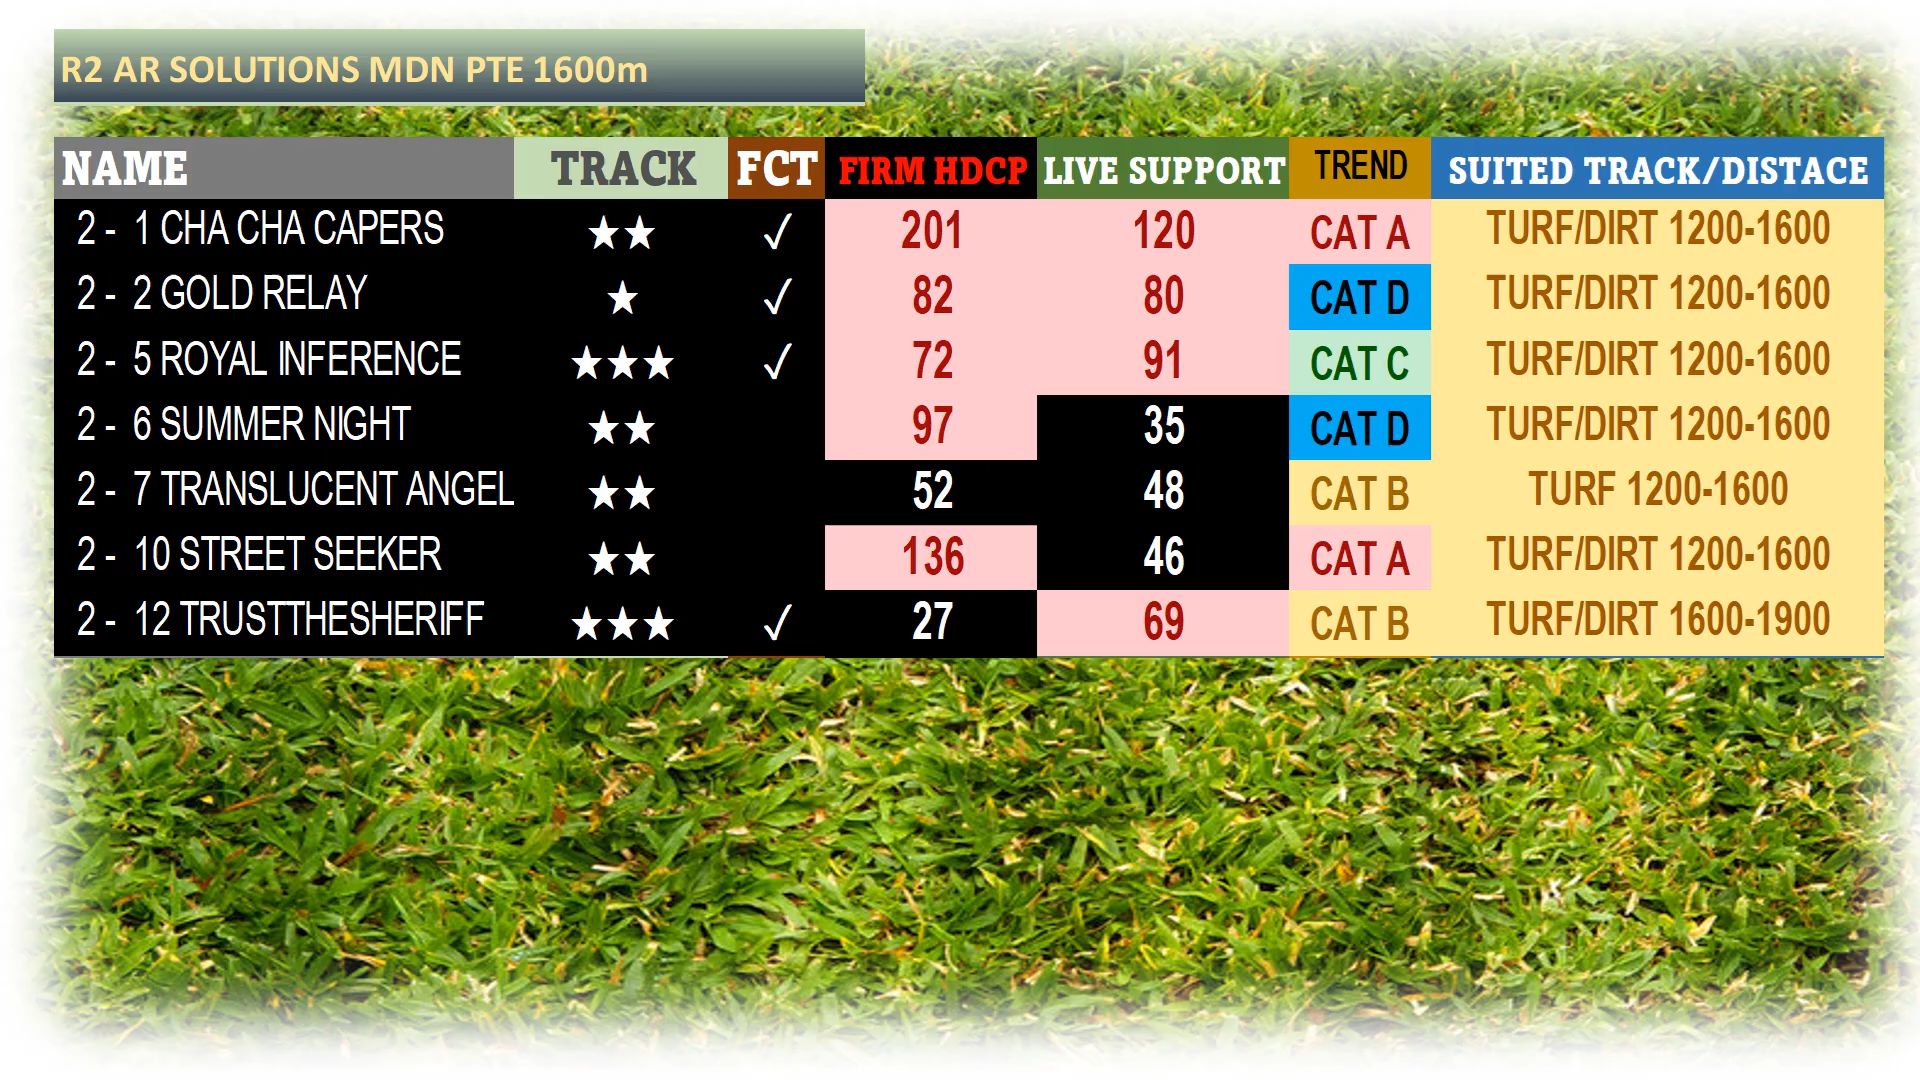 R2 AR SOLUTIONS MDN PTE 1600m
NAME TRACK FCT FIRM HDCP LIVE SUPPORT TREND SUITED TRACK/DISTACE
2 - 1 CHA CHA CAPERS ★★ ✓ 201 120 CAT A TURF/DIRT 1200-1600
2 - 2 GOLD RELAY ★ ✓ 82 80 CAT D TURF/DIRT 1200-1600
2 - 5 ROYAL INFERENCE ★★★ ✓ 72 91 CAT C TURF/DIRT 1200-1600
2 - 6 SUMMER NIGHT ★★ 97 35 CAT D TURF/DIRT 1200-1600
2 - 7 TRANSLUCENT ANGEL ★★ 52 48 CAT B TURF 1200-1600
2 - 10 STREET SEEKER ★★ 136 46 CAT A TURF/DIRT 1200-1600
2 - 12 TRUSTTHESHERIFF ★★★ ✓ 27 69 CAT B TURF/DIRT 1600-1900